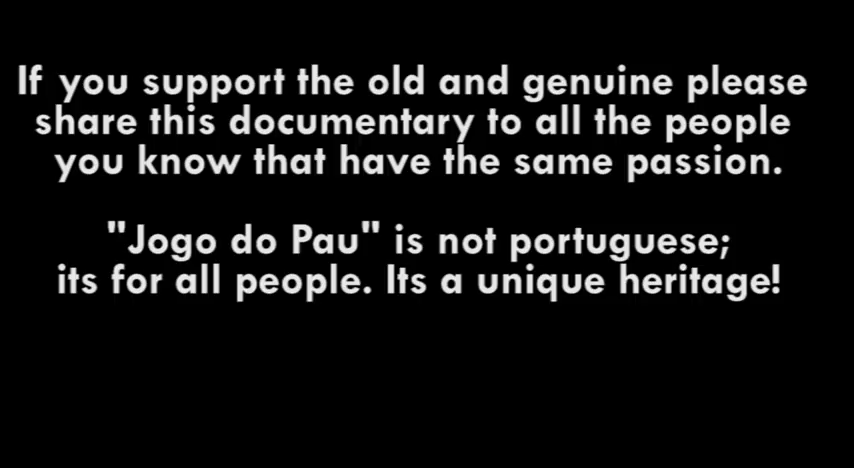 If you support the old and genuine please
share this documentary to all the people
you know that have the same passion.
"Jogo do Pau" is not portuguese;
its for all people. Its a unique heritage!